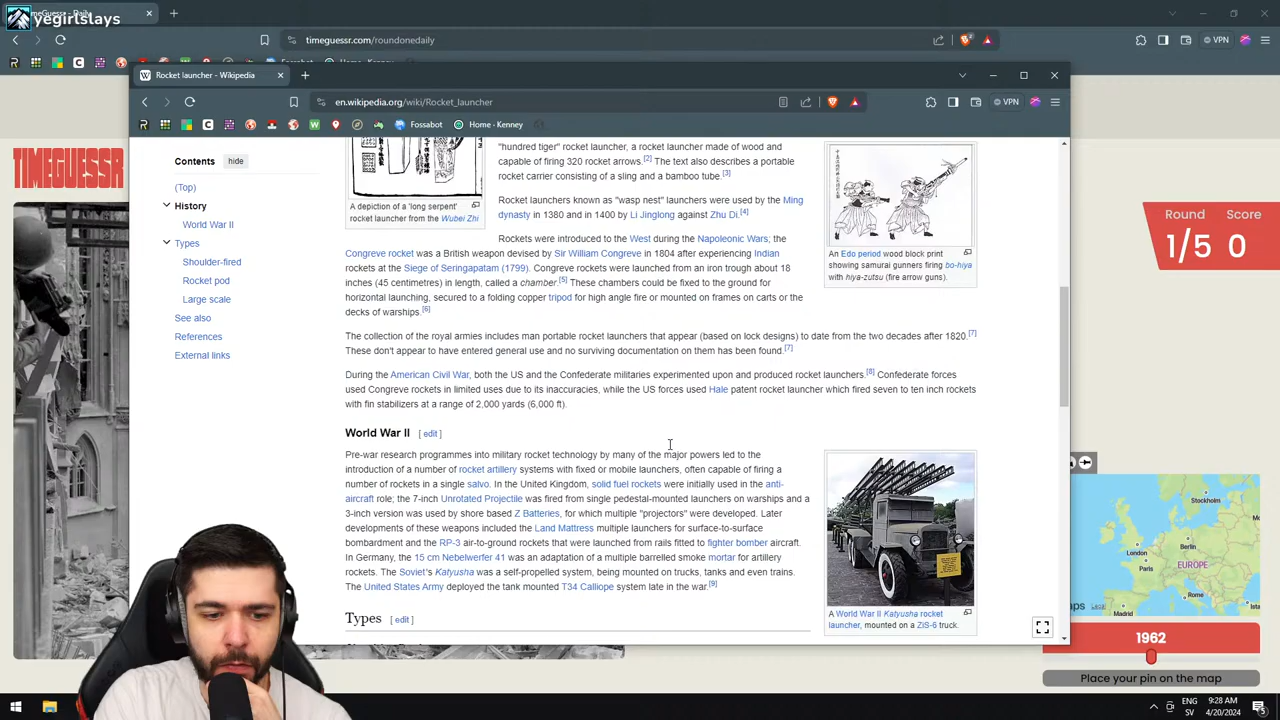 yegirlslays
timeguessr.com/roundonedaily
VPN
Rocket launcher - Wikipedia
en.wikipedia.org/wiki/Rocket_launcher
VPN
Fossabot
Home - Kenney
TIMEGUESSR
Contents hide
(Top)
History
World War II
Types
Shoulder-fired
Rocket pod
Large scale
See also
References
External links
A depiction of a 'long serpent'
rocket launcher from the Wubei Zhi
"hundred tiger" rocket launcher, a rocket launcher made of wood and
capable of firing 320 rocket arrows.[2] The text also describes a portable
rocket carrier consisting of a sling and a bamboo tube.[3]
Rocket launchers known as "wasp nest" launchers were used by the Ming
dynasty in 1380 and in 1400 by Li Jinglong against Zhu Di.[4]
Rockets were introduced to the West during the Napoleonic Wars; the
Congreve rocket was a British weapon devised by Sir William Congreve in 1804 after experiencing Indian
rockets at the Siege of Seringapatam (1799). Congreve rockets were launched from an iron trough about 18
inches (45 centimetres) in length, called a chamber.[5] These chambers could be fixed to the ground for
horizontal launching, secured to a folding copper tripod for high angle fire or mounted on frames on carts or the
decks of warships.[6]
An Edo period wood block print
showing samurai gunners firing bo-hiya
with hiya-zutsu (fire arrow guns).
The collection of the royal armies includes man portable rocket launchers that appear (based on lock designs) to date from the two decades after 1820.[7]
These don't appear to have entered general use and no surviving documentation on them has been found.[7]
During the American Civil War, both the US and the Confederate militaries experimented upon and produced rocket launchers.[8] Confederate forces
used Congreve rockets in limited uses due to its inaccuracies, while the US forces used Hale patent rocket launcher which fired seven to ten inch rockets
with fin stabilizers at a range of 2,000 yards (6,000 ft).
World War II [ edit ]
Pre-war research programmes into military rocket technology by many of the major powers led to the
introduction of a number of rocket artillery systems with fixed or mobile launchers, often capable of firing a
number of rockets in a single salvo. In the United Kingdom, solid fuel rockets were initially used in the anti-
aircraft role; the 7-inch Unrotated Projectile was fired from single pedestal-mounted launchers on warships and a
3-inch version was used by shore based Z Batteries, for which multiple "projectors" were developed. Later
developments of these weapons included the Land Mattress multiple launchers for surface-to-surface
bombardment and the RP-3 air-to-ground rockets that were launched from rails fitted to fighter bomber aircraft.
In Germany, the 15 cm Nebelwerfer 41 was an adaptation of a multiple barrelled smoke mortar for artillery
rockets. The Soviet's Katyusha was a self-propelled system, being mounted on trucks, tanks and even trains.
The United States Army deployed the tank mounted T34 Calliope system late in the war.[9]
A World War II Katyusha rocket
launcher, mounted on a ZiS-6 truck.
Types [ edit ]
Round Score
1/5 0
Stockholm
London
Berlin
Paris
EUROPE
Rome
Madrid
Istanbul
1962
Place your pin on the map
ENG
SV
9:28 AM
4/20/2024
5